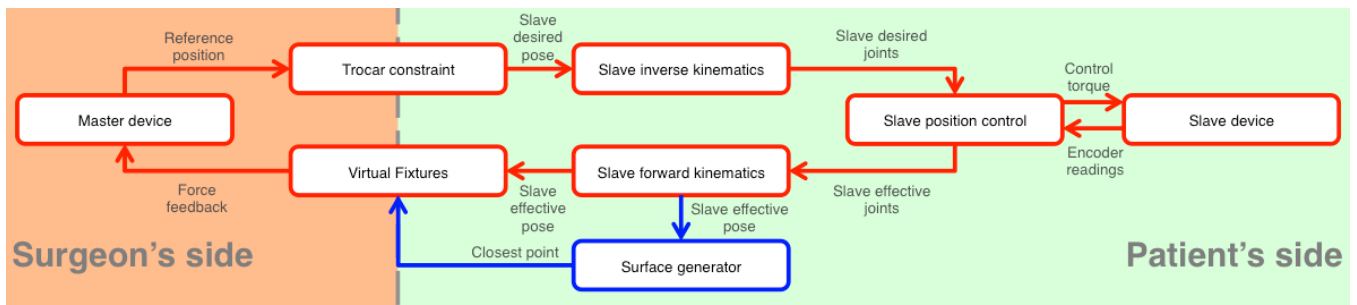 Reference
position
Trocar constraint
Slave
desired
pose
Slave inverse kinematics
Slave desired
joints
Control
torque
Master device
Slave position control
Slave device
Force
feedback
Virtual Fixtures
Slave
effective
pose
Slave forward kinematics
Slave effective
joints
Encoder
readings
Slave effective
pose
Closest point
Surface generator
Surgeon's side
Patient's side